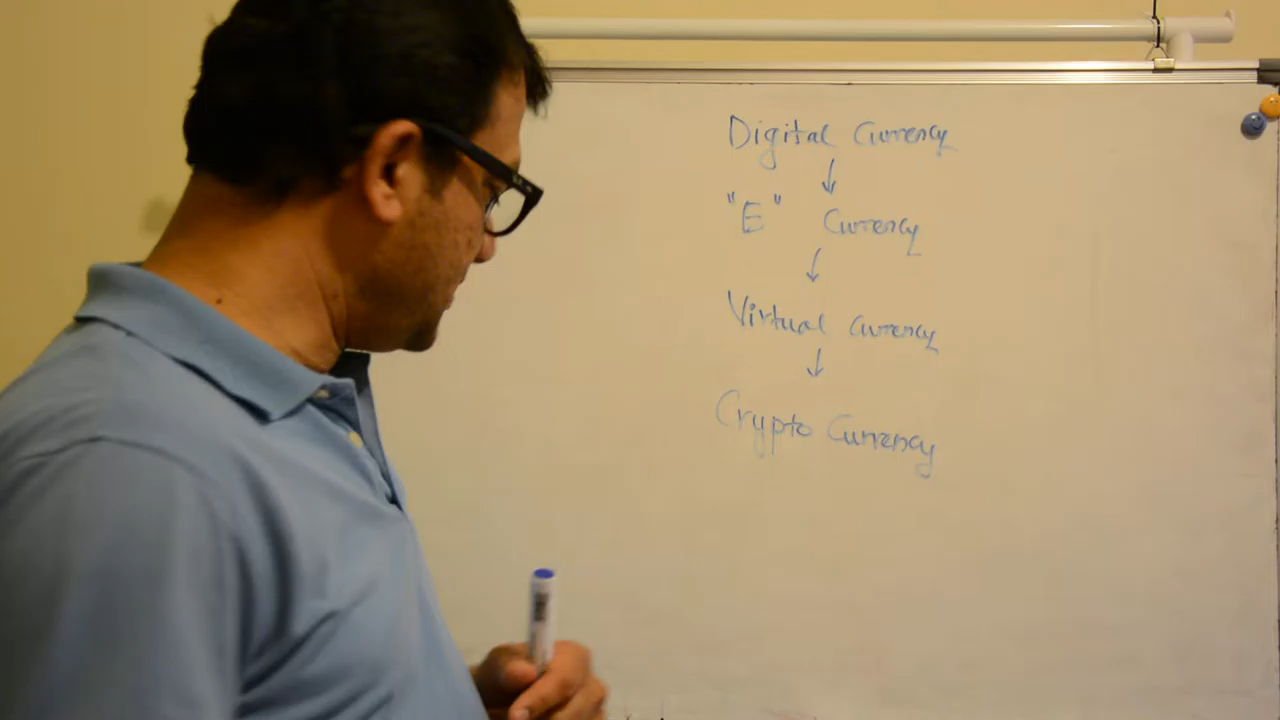 Digital Currency
↓
"E" Currency
↓
Virtual Currency
↓
Crypto Currency